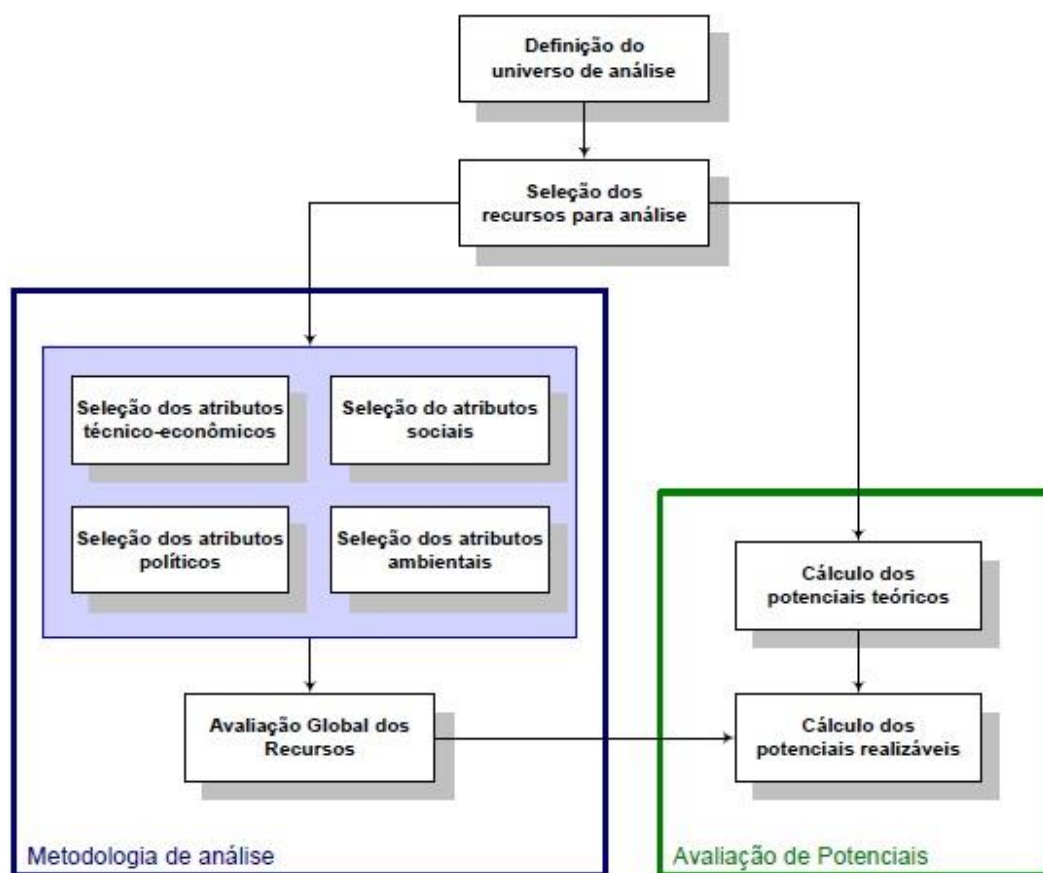 Definição do
universo de análise
Seleção dos
recursos para análise
Seleção dos atributos
técnico-econômicos
Seleção do atributos
sociais
Seleção dos atributos
políticos
Seleção dos atributos
ambientais
Avaliação Global dos
Recursos
Metodologia de análise
Cálculo dos
potenciais teóricos
Cálculo dos
potenciais realizáveis
Avaliação de Potenciais